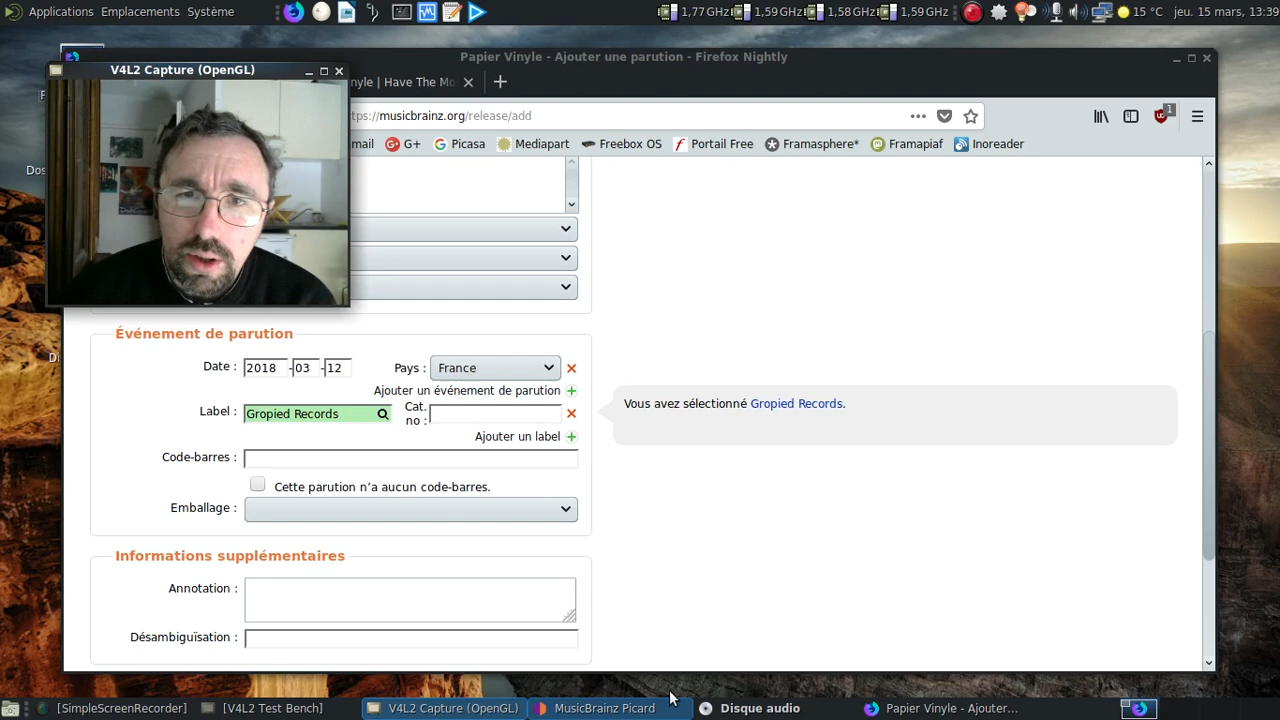 Applications Emplacements Système 1,77 GHz 1,59 GHz 1,58 GHz 1,59 GHz 15 °C jeu. 15 mars, 13:39
Papier Vinyle - Ajouter une parution - Firefox Nightly
V4L2 Capture (OpenGL)
nyle | Have The Mo
tps://musicbrainz.org/release/add
1
mail G+ Picasa Mediapart Freebox OS Portail Free Framasphere* Framapiaf Inoreader
Dos
Événement de parution
Date : 2018 -03 -12 Pays : France
Ajouter un événement de parution
Label : Gropied Records Cat. no :
Vous avez sélectionné Gropied Records.
Ajouter un label
Code-barres :
Cette parution n’a aucun code-barres.
Emballage :
Informations supplémentaires
Annotation :
Désambiguïsation :
[SimpleScreenRecorder] [V4L2 Test Bench] V4L2 Capture (OpenGL) MusicBrainz Picard Disque audio Papier Vinyle - Ajouter...